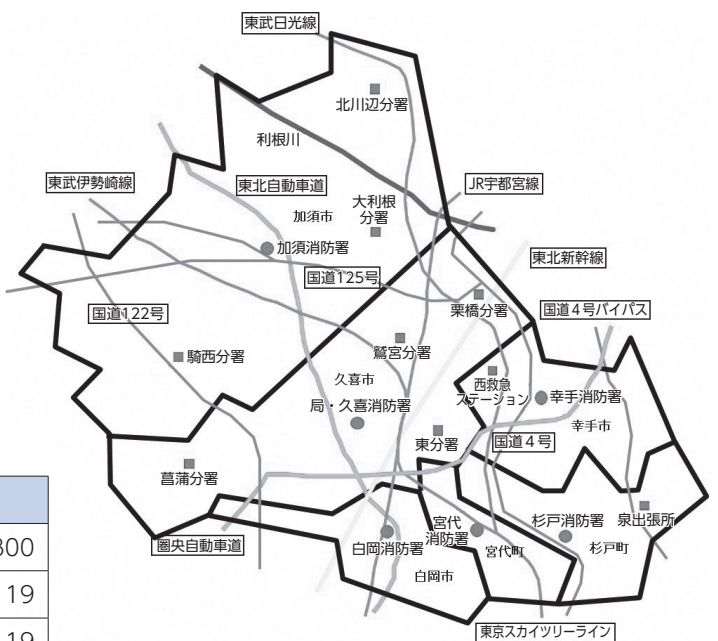 東武日光線
北川辺分署
利根川
東武伊勢崎線
東北自動車道
JR宇都宮線
加須市
大利根
分署
加須消防署
東北新幹線
国道125号
国道122号
栗橋分署
国道4号バイパス
鷲宮分署
騎西分署
久喜市
西救急
ステーション
幸手消防署
局・久喜消防署
幸手市
東分署
国道4号
菖蒲分署
300
圏央自動車道
白岡消防署
宮代
消防署
宮代町
杉戸消防署
泉出張所
杉戸町
白岡市
19
東京スカイツリーライン
19